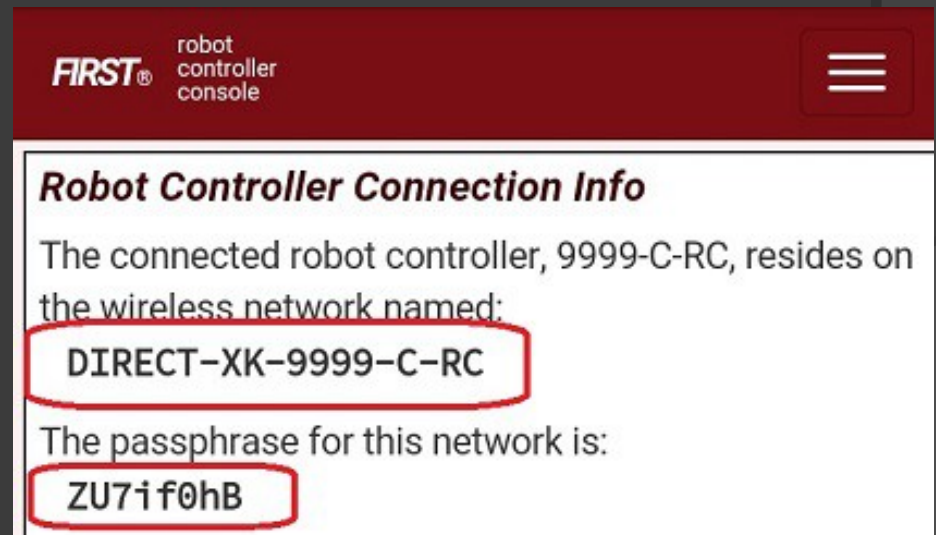 FIRST®
robot
controller
console
Robot Controller Connection Info
The connected robot controller, 9999-C-RC, resides on
the wireless network named:
DIRECT-XK-9999-C-RC
The passphrase for this network is:
ZU7if0hB